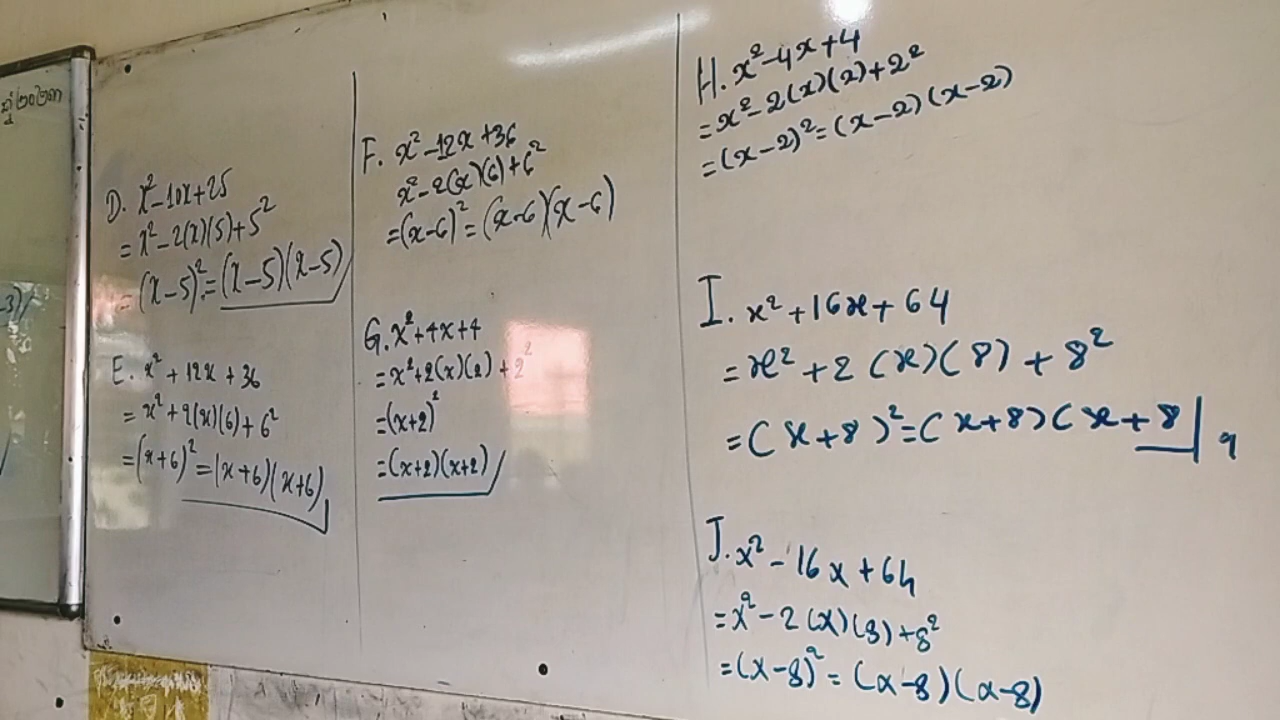 D. x²-10x+25
= x²-2(x)(5)+5²
= (x-5)²=(x-5)(x-5)
E. x²+12x+36
= x²+2(x)(6)+6²
=(x+6)²=(x+6)(x+6)
F. x²-12x+36
x²-2(x)(6)+6²
=(x-6)²=(x-6)(x-6)
G. x²+4x+4
= x²+2(x)(2)+2²
=(x+2)²
=(x+2)(x+2)
H. x²-4x+4
= x²-2(x)(2)+2²
=(x-2)²=(x-2)(x-2)
I. x²+16x+64
= x²+2(x)(8)+8²
=(x+8)²=(x+8)(x+8
J. x²-16x+64
= x²-2(x)(8)+8²
=(x-8)²=(x-8)(x-8)
-3)